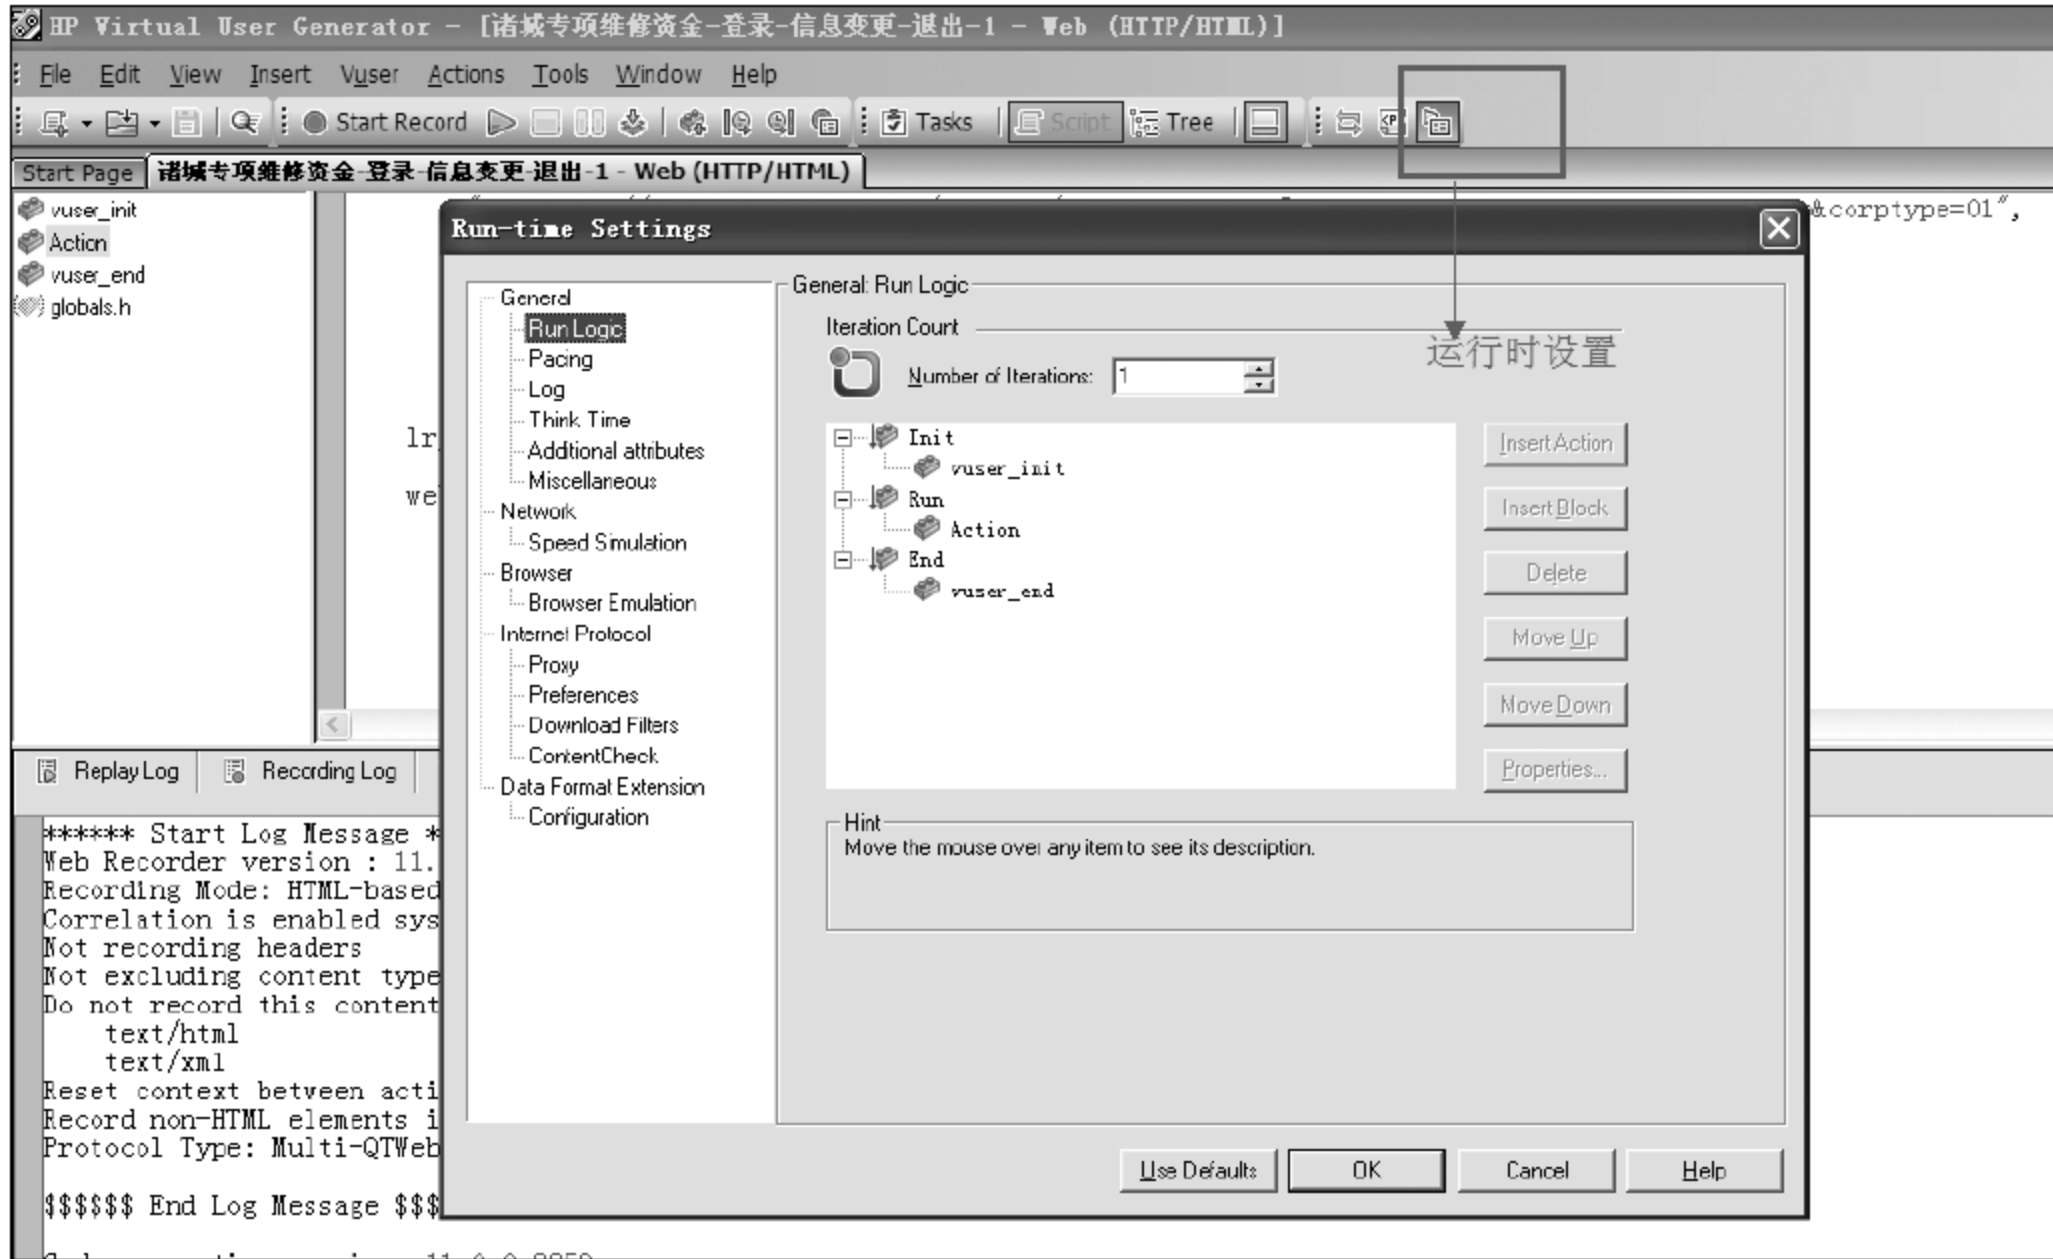 HP Virtual User Generator - [诸城专项维修资金-登录-信息变更-退出-1 - Web (HTTP/HTML)]
File Edit View Insert Vuser Actions Tools Window Help
Start Record Tasks Script Tree
Start Page 诸城专项维修资金-登录-信息变更-退出-1 - Web (HTTP/HTML)
vuser_init
Action
vuser_end
globals.h
&corptype=01",
lr
we
Run-time Settings
General
Run Logic
Pacing
Log
Think Time
Additional attributes
Miscellaneous
Network
Speed Simulation
Browser
Browser Emulation
Internet Protocol
Proxy
Preferences
Download Filters
ContentCheck
Data Format Extension
Configuration
General: Run Logic
Iteration Count
运行时设置
Number of Iterations: 1
Init
vuser_init
Run
Action
End
vuser_end
Insert Action
Insert Block
Delete
Move Up
Move Down
Properties...
Hint
Move the mouse over any item to see its description.
Use Defaults OK Cancel Help
Replay Log Recording Log
****** Start Log Message *
Web Recorder version : 11.
Recording Mode: HTML-based
Correlation is enabled sys
Not recording headers
Not excluding content type
Do not record this content
text/html
text/xml
Reset context between acti
Record non-HTML elements i
Protocol Type: Multi-QTWeb
$$$$$$ End Log Message $$$